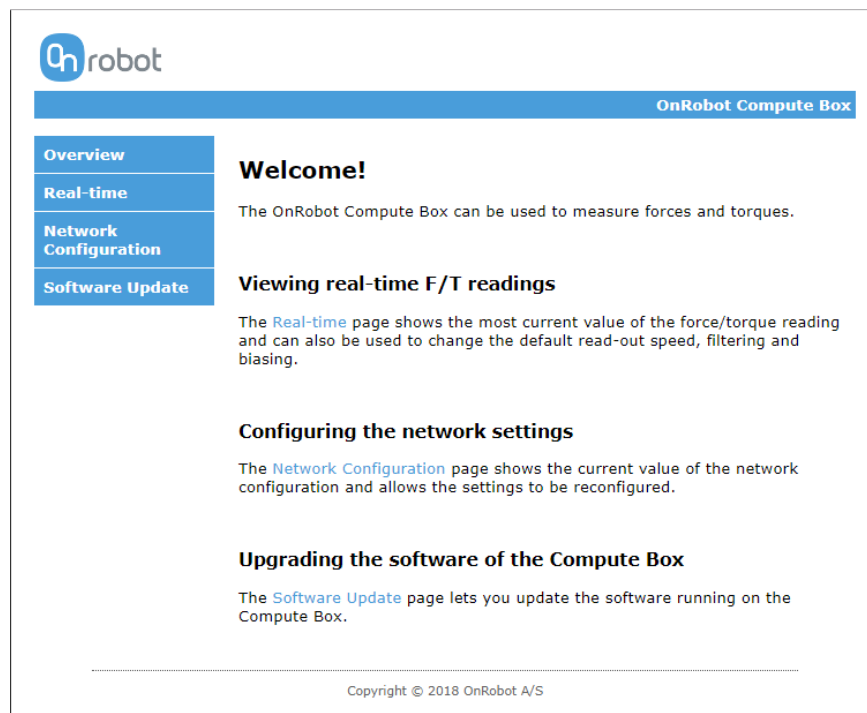 On robot
OnRobot Compute Box
Overview
Real-time
Network
Configuration
Software Update
Welcome!
The OnRobot Compute Box can be used to measure forces and torques.
Viewing real-time F/T readings
The Real-time page shows the most current value of the force/torque reading
and can also be used to change the default read-out speed, filtering and
biasing.
Configuring the network settings
The Network Configuration page shows the current value of the network
configuration and allows the settings to be reconfigured.
Upgrading the software of the Compute Box
The Software Update page lets you update the software running on the
Compute Box.
Copyright © 2018 OnRobot A/S